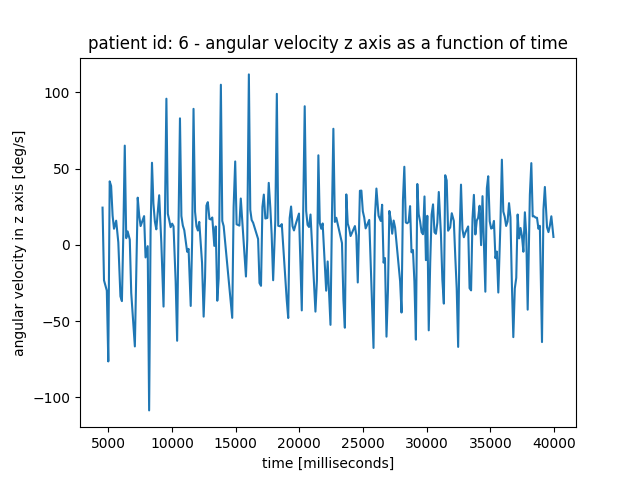 patient id: 6 - angular velocity z axis as a function of time
100
50
0
−50
−100
angular velocity in z axis [deg/s]
5000 10000 15000 20000 25000 30000 35000 40000
time [milliseconds]